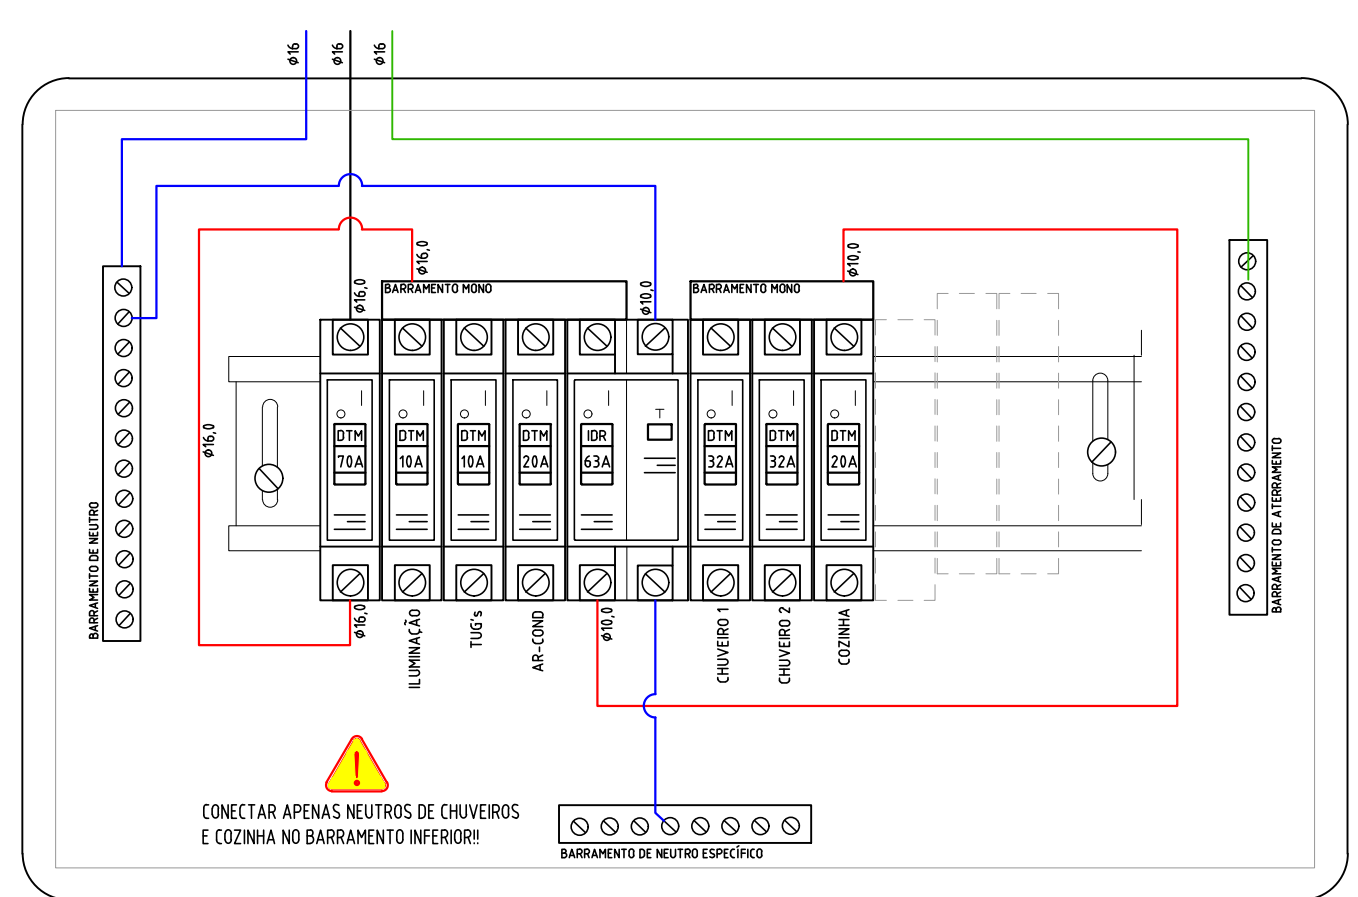 ø16
ø16
ø16
ø16,0
ø16,0
ø10,0
ø10,0
BARRAMENTO MONO
BARRAMENTO MONO
DTM
70A
DTM
10A
DTM
10A
DTM
20A
IDR
63A
T
DTM
32A
DTM
32A
DTM
20A
ø16,0
BARRAMENTO DE NEUTRO
BARRAMENTO DE ATERRAMENTO
ø16,0
ILUMINAÇÃO
TUG's
AR-COND
ø10,0
CHUVEIRO 1
CHUVEIRO 2
COZINHA
CONECTAR APENAS NEUTROS DE CHUVEIROS
E COZINHA NO BARRAMENTO INFERIOR!!
BARRAMENTO DE NEUTRO ESPECÍFICO